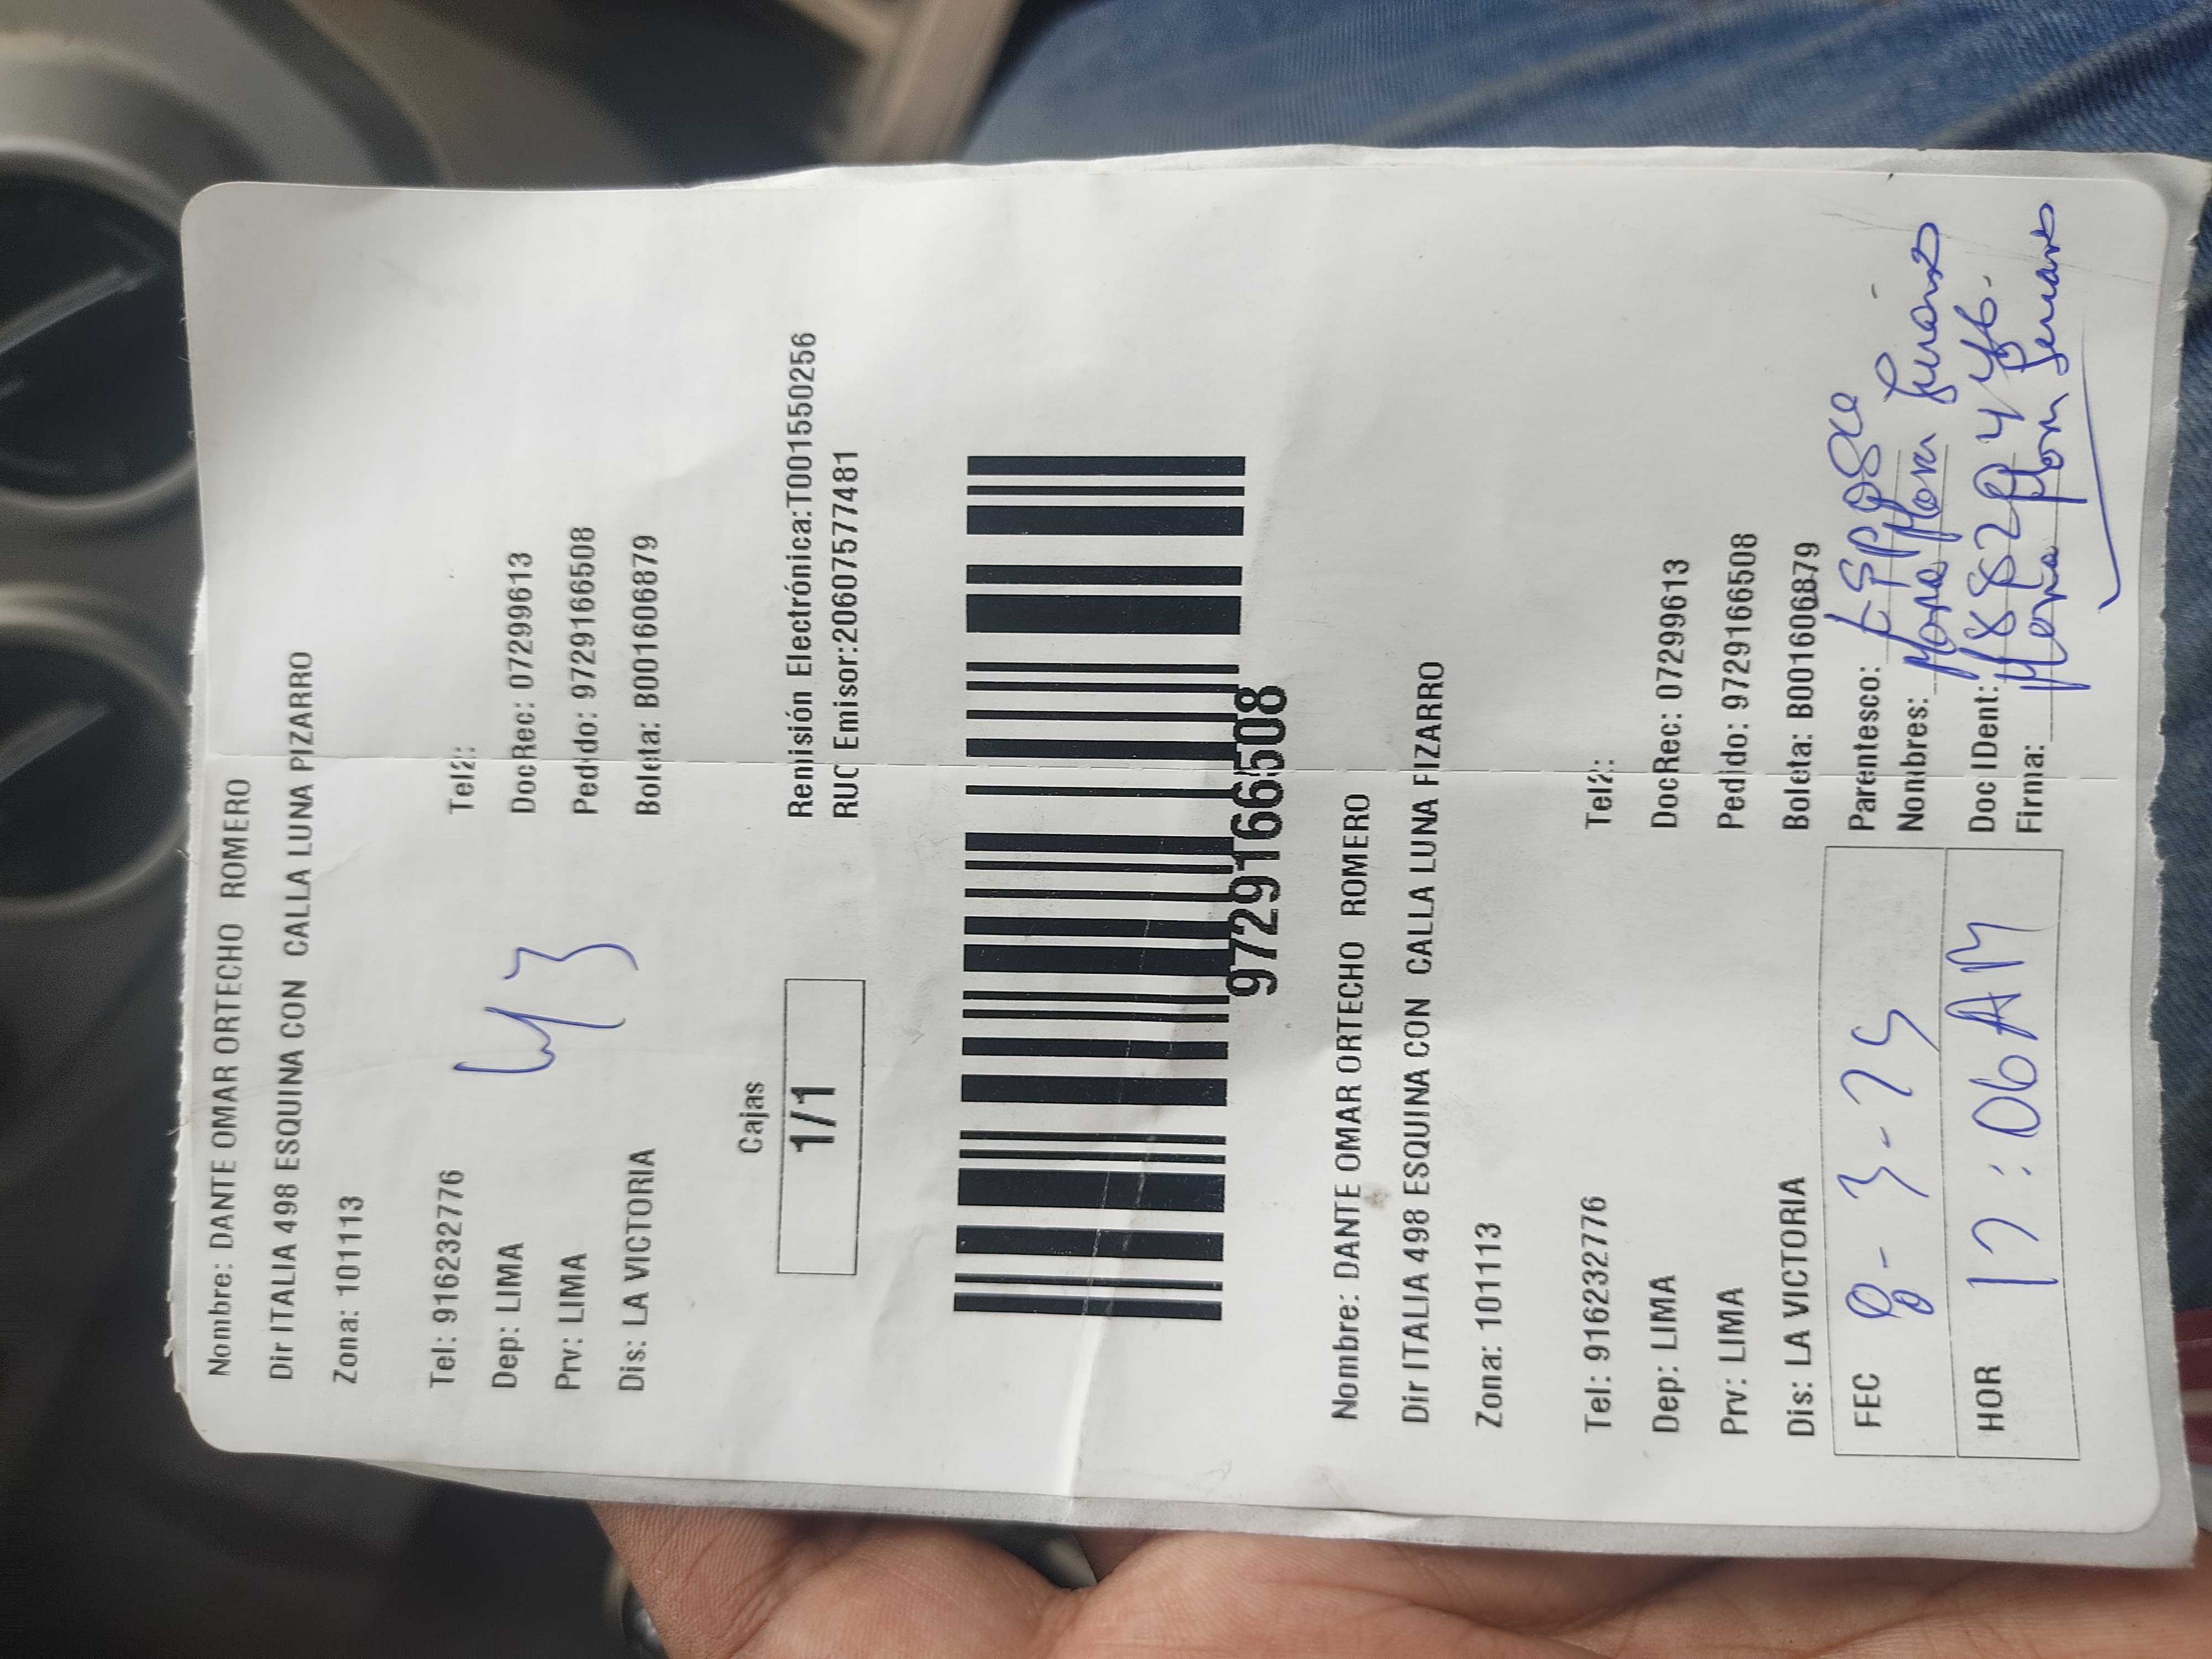 Nombre: DANTE OMAR ORTECHO ROMERO
Dir ITALIA 498 ESQUINA CON CALLA LUNA PIZARRO
Zona: 101113
Tel: 916232776 Tel2:
Dep: LIMA DocRec: 07299613
Prv: LIMA Pedido: 9729166508
Dis: LA VICTORIA Boleta: B001606879
43
Cajas
1/1
Remisión Electrónica:T001550256
RUC Emisor:20607577481
9729166508
Nombre: DANTE OMAR ORTECHO ROMERO
Dir ITALIA 498 ESQUINA CON CALLA LUNA PIZARRO
Zona: 101113
Tel: 916232776 Tel2:
Dep: LIMA DocRec: 07299613
Prv: LIMA Pedido: 9729166508
Dis: LA VICTORIA Boleta: B001606879
FEC 8-3-25
Parentesco: Esposa
Nombres:
HOR 12:06 AM
Doc IDent:
Firma: